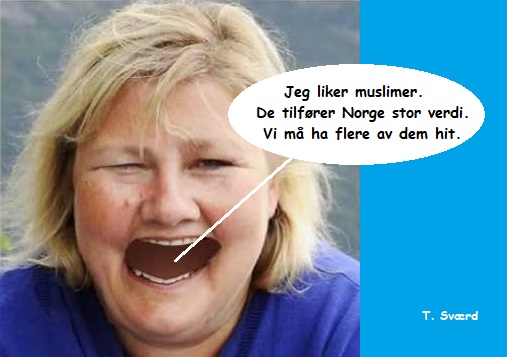 Jeg liker muslimer.
De tilfører Norge stor verdi.
Vi må ha flere av dem hit.
T. Sværd